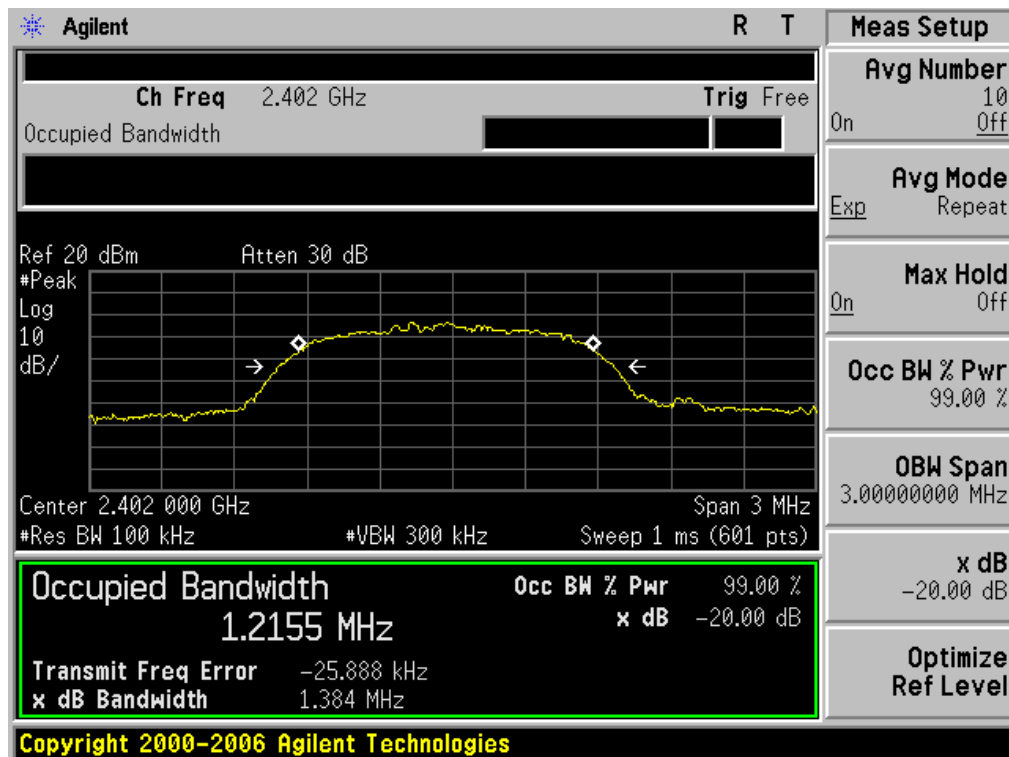 Agilent R T
Meas Setup
Ch Freq 2.402 GHz Trig Free
Occupied Bandwidth
Ref 20 dBm Atten 30 dB
#Peak
Log
10
dB/
Center 2.402 000 GHz Span 3 MHz
#Res BW 100 kHz #VBW 300 kHz Sweep 1 ms (601 pts)
Occupied Bandwidth Occ BW % Pwr 99.00 %
1.2155 MHz x dB -20.00 dB
Transmit Freq Error -25.888 kHz
x dB Bandwidth 1.384 MHz
Copyright 2000-2006 Agilent Technologies
Avg Number
10
On Off
Avg Mode
Exp Repeat
Max Hold
On Off
Occ BW % Pwr
99.00 %
OBW Span
3.00000000 MHz
x dB
-20.00 dB
Optimize
Ref Level